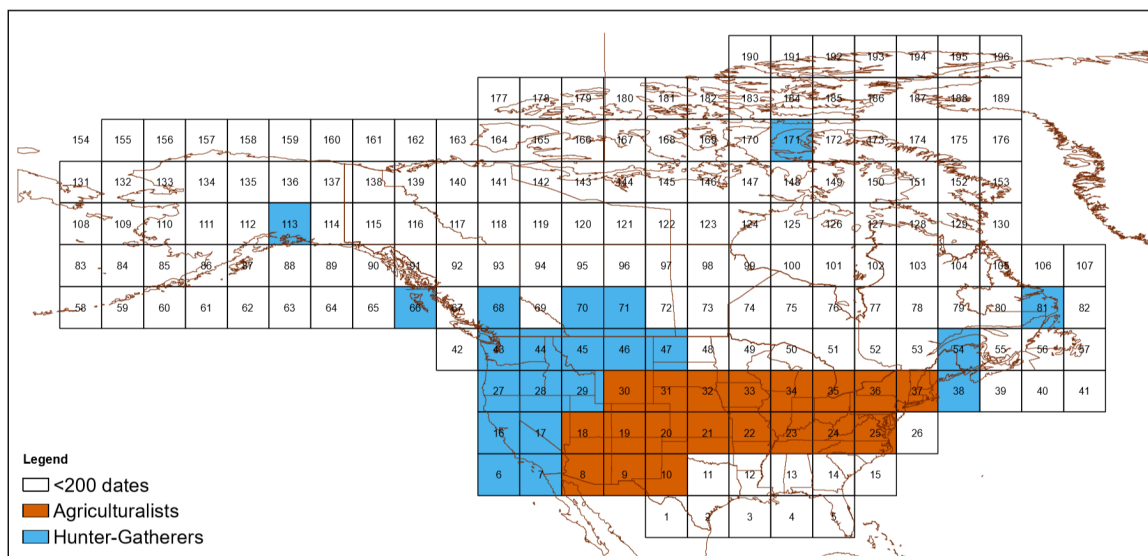 190 191 192 193 194 195 196
177 178 179 180 181 182 183 184 185 186 187 188 189
154 155 156 157 158 159 160 161 162 163 164 165 166 167 168 169 170 171 172 173 174 175 176
131 132 133 134 135 136 137 138 139 140 141 142 143 144 145 146 147 148 149 150 151 152 153
108 109 110 111 112 113 114 115 116 117 118 119 120 121 122 123 124 125 126 127 128 129 130
83 84 85 86 87 88 89 90 91 92 93 94 95 96 97 98 99 100 101 102 103 104 105 106 107
58 59 60 61 62 63 64 65 66 67 68 69 70 71 72 73 74 75 76 77 78 79 80 81 82
42 43 44 45 46 47 48 49 50 51 52 53 54 55 56 57
27 28 29 30 31 32 33 34 35 36 37 38 39 40 41
16 17 18 19 20 21 22 23 24 25 26
6 7 8 9 10 11 12 13 14 15
1 2 3 4 5
Legend
<200 dates
Agriculturalists
Hunter-Gatherers